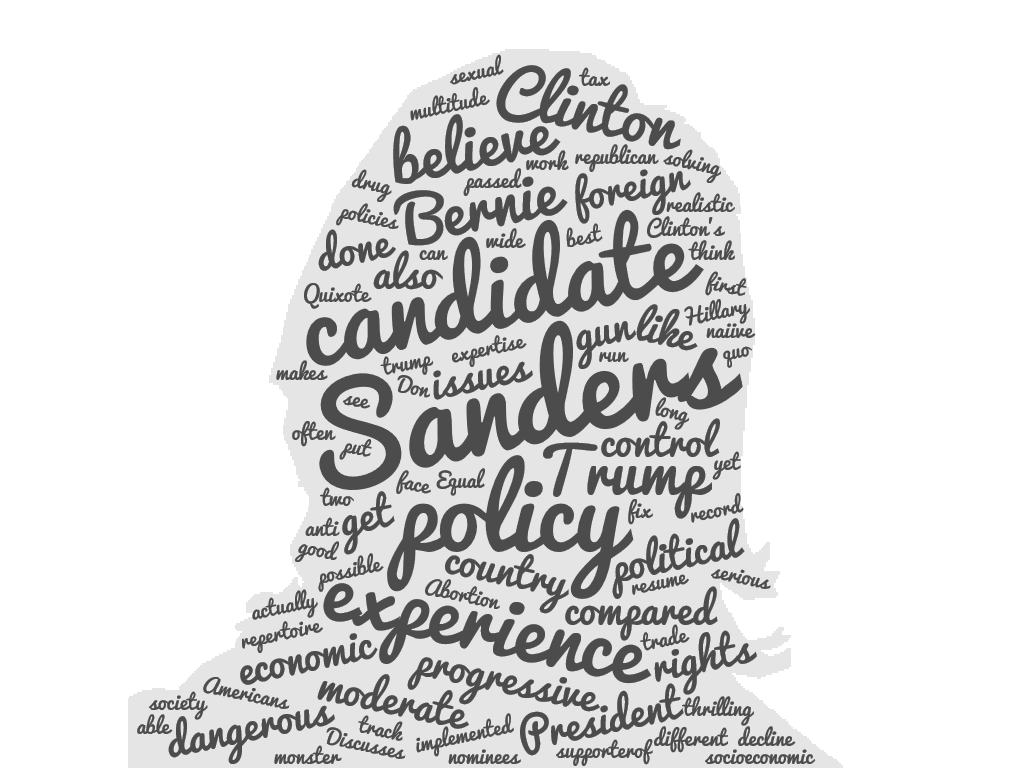 sexual
Clinton
tax
multitude
believe
work
republican
solving
drug
passed
Bernie
foreign
realistic
policies
done
can
wide
best
Clinton's
think
also
Quixote
candidate
first
Hillary
gun
like
naiive
makes
trump
expertise
run
quo
Don
issues
see
Sanders
long
often
put
control
Trump
yet
face
Equal
two
get
policy
fix
record
anti
good
possible
country
political
resume
serious
Abortion
actually
experience
compared
repertoire
trade
economic
rights
progressive
Americans
moderate
society
able
dangerous
track
President
thrilling
Discusses
implemented
supporterof
different
decline
monster
nominees
socioeconomic